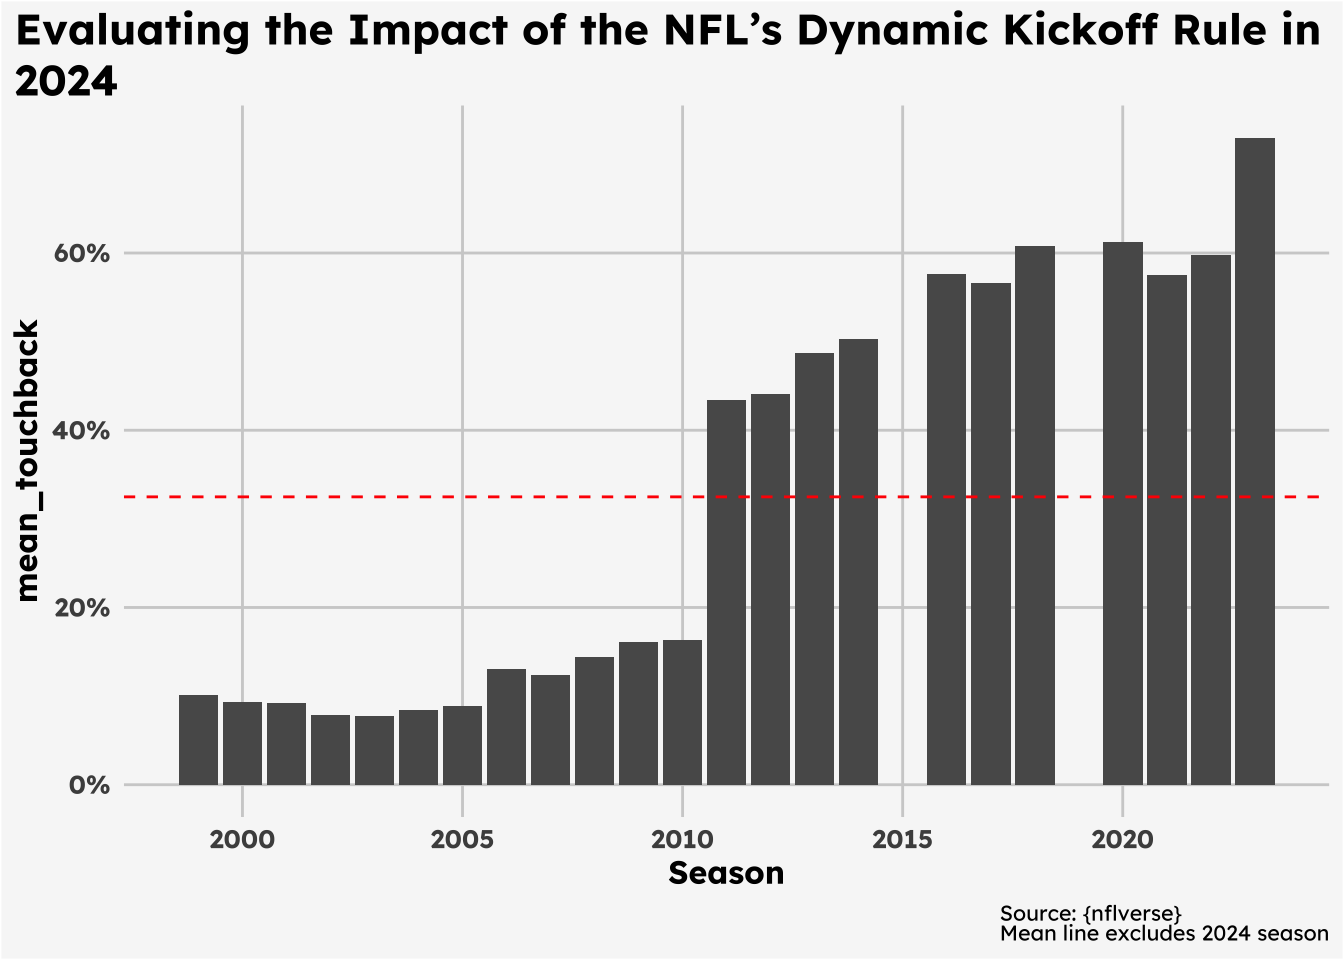 Evaluating the Impact of the NFL’s Dynamic Kickoff Rule in
2024
mean_touchback
60%
40%
20%
0%
2000 2005 2010 2015 2020
Season
Source: {nflverse}
Mean line excludes 2024 season